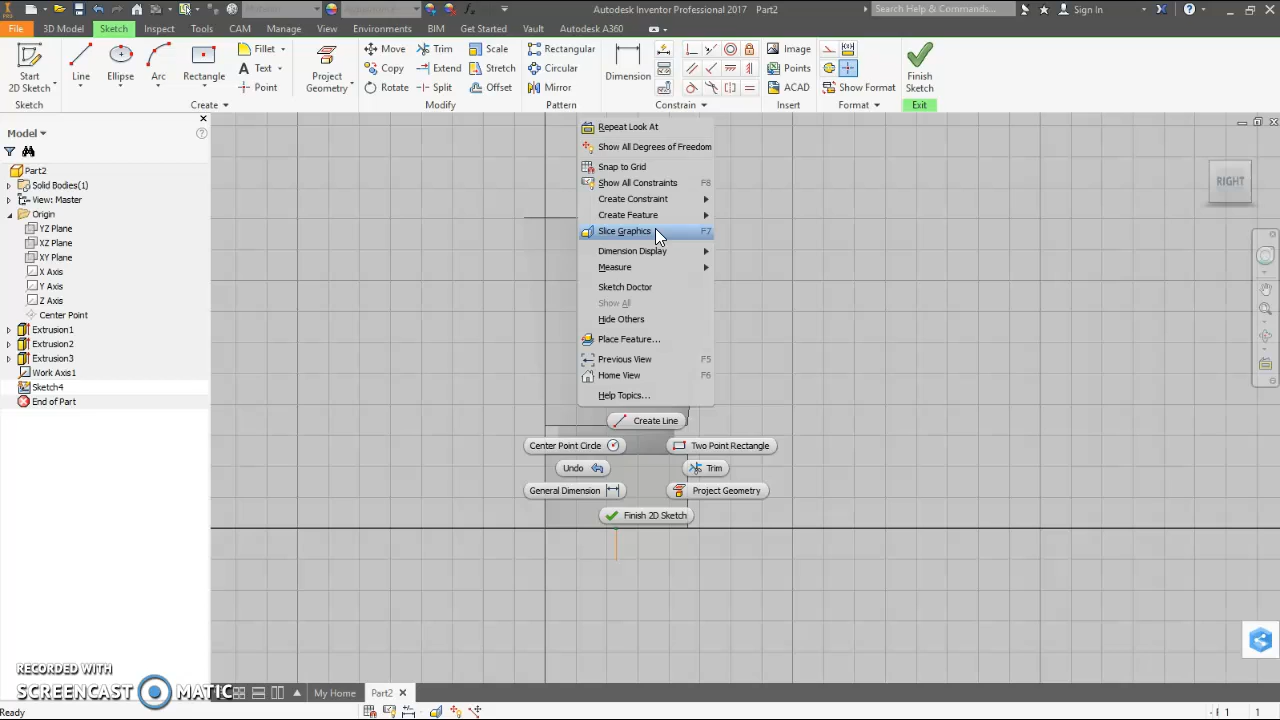 Autodesk Inventor Professional 2017 Part2
Search Help & Commands...
Sign In
File 3D Model Sketch Inspect Tools CAM Manage View Environments BIM Get Started Vault Autodesk A360
Start
2D Sketch
Line
Ellipse
Arc
Rectangle
Fillet
Text
Point
Project
Geometry
Move
Copy
Rotate
Trim
Extend
Split
Scale
Stretch
Offset
Rectangular
Circular
Mirror
Dimension
Image
Points
ACAD
Show Format
Finish
Sketch
Sketch Create Modify Pattern Constrain Insert Format Exit
Model
Part2
Solid Bodies(1)
View: Master
Origin
YZ Plane
XZ Plane
XY Plane
X Axis
Y Axis
Z Axis
Center Point
Extrusion1
Extrusion2
Extrusion3
Work Axis1
Sketch4
End of Part
Repeat Look At
Show All Degrees of Freedom
Snap to Grid
Show All Constraints F8
Create Constraint
Create Feature
Slice Graphics F7
Dimension Display
Measure
Sketch Doctor
Show All
Hide Others
Place Feature...
Previous View F5
Home View F6
Help Topics...
Create Line
Center Point Circle
Two Point Rectangle
Undo
Trim
General Dimension
Project Geometry
Finish 2D Sketch
RIGHT
RECORDED WITH
SCREENCAST MATIC
My Home Part2
Ready
1 1